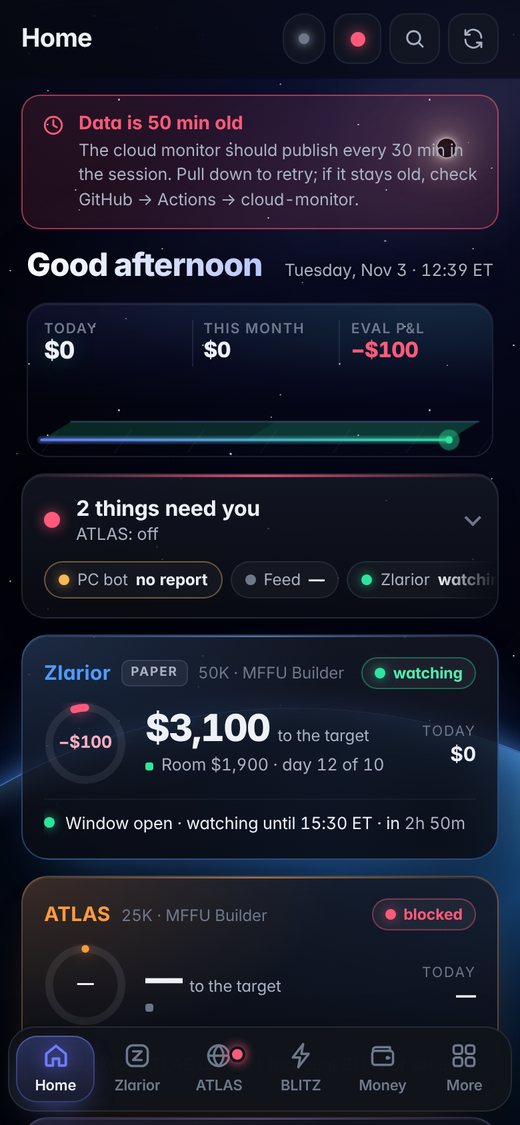 Home
Data is 50 min old
The cloud monitor should publish every 30 min in
the session. Pull down to retry; if it stays old, check
GitHub → Actions → cloud-monitor.
Good afternoon
Tuesday, Nov 3 · 12:39 ET
TODAY
$0
THIS MONTH
$0
EVAL P&L
−$100
2 things need you
ATLAS: off
PC bot no report
Feed —
Zlarior watchin
Zlarior PAPER 50K · MFFU Builder
watching
−$100
$3,100 to the target
Room $1,900 · day 12 of 10
TODAY
$0
Window open · watching until 15:30 ET · in 2h 50m
ATLAS 25K · MFFU Builder
blocked
—
— to the target
TODAY
—
Home
Zlarior
ATLAS
BLITZ
Money
More